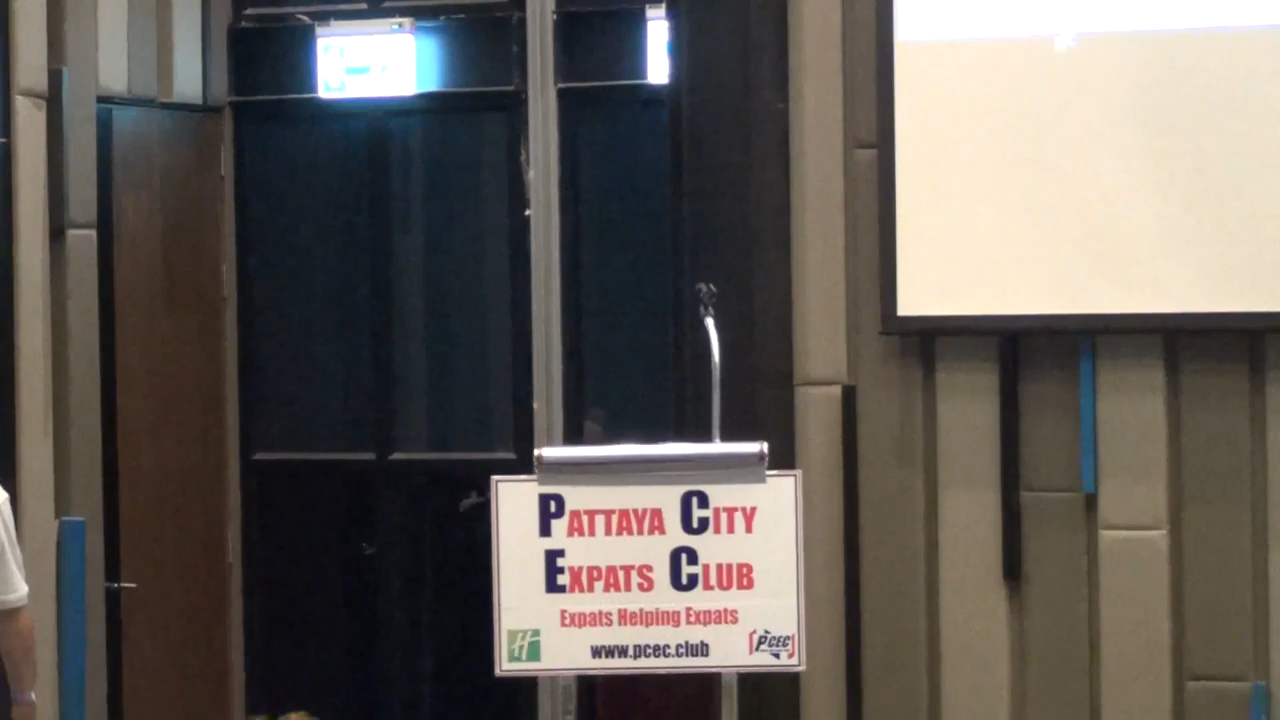 PATTAYA CITY
EXPATS CLUB
Expats Helping Expats
H www.pcec.club PCEC